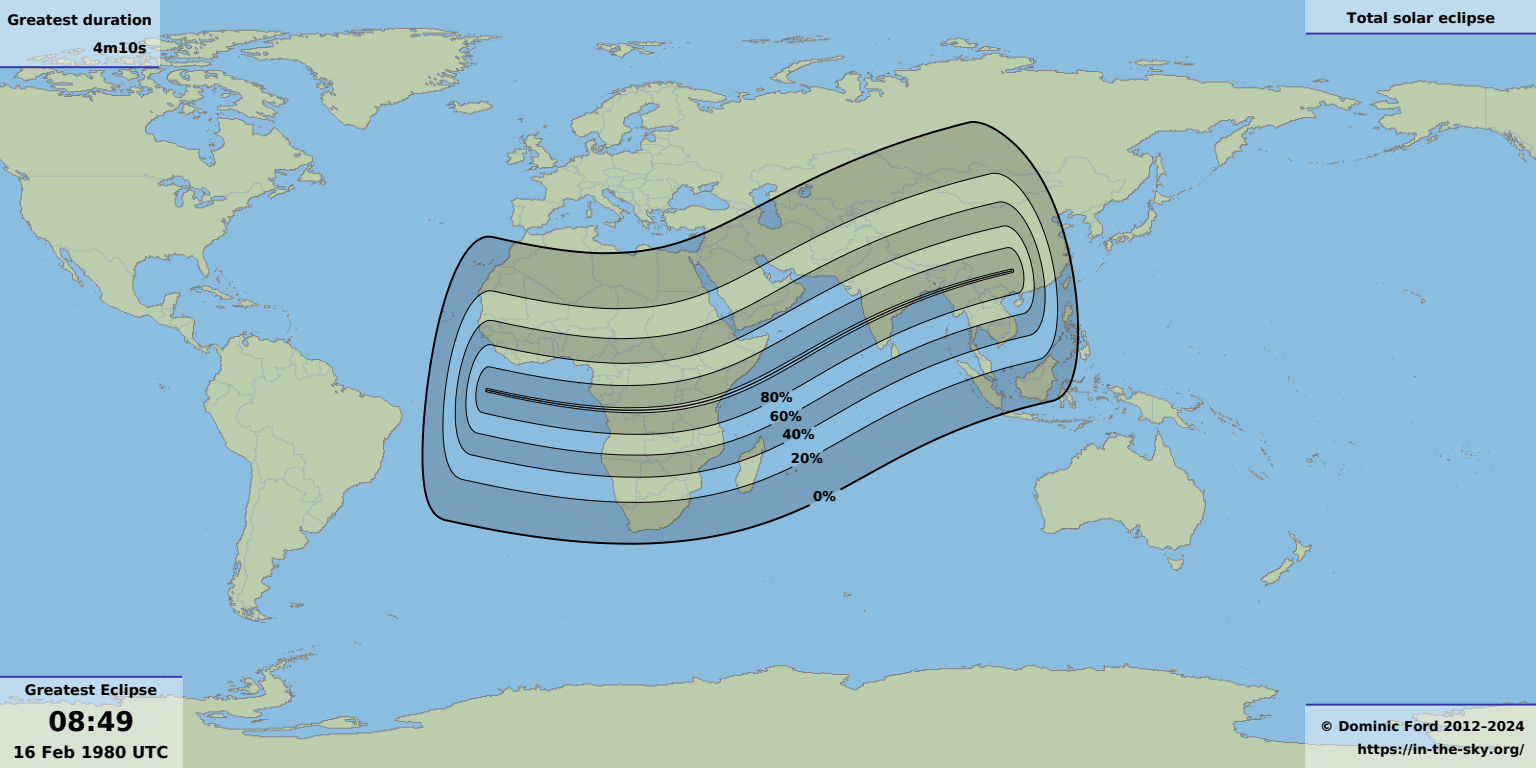 Greatest duration
4m10s
Total solar eclipse
80%
60%
40%
20%
0%
Greatest Eclipse
08:49
16 Feb 1980 UTC
© Dominic Ford 2012–2024
https://in-the-sky.org/